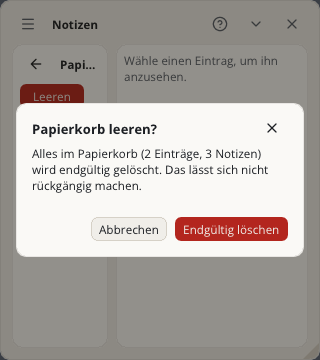 Notizen
Papi...
Wähle einen Eintrag, um ihn
anzusehen.
Leeren
Papierkorb leeren?
Alles im Papierkorb (2 Einträge, 3 Notizen)
wird endgültig gelöscht. Das lässt sich nicht
rückgängig machen.
Abbrechen
Endgültig löschen